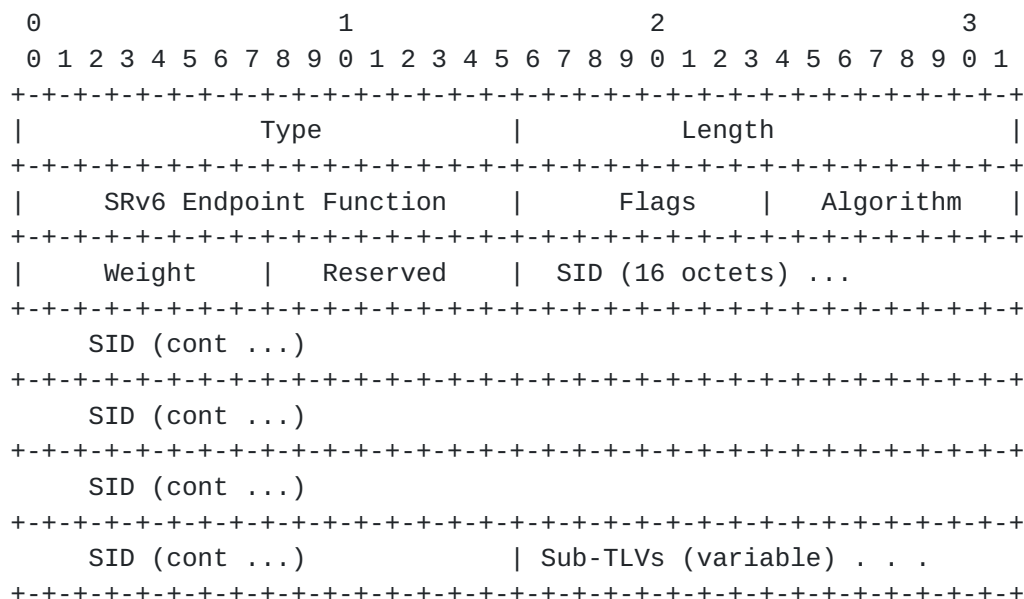 0                   1                   2                   3
 0 1 2 3 4 5 6 7 8 9 0 1 2 3 4 5 6 7 8 9 0 1 2 3 4 5 6 7 8 9 0 1
+-+-+-+-+-+-+-+-+-+-+-+-+-+-+-+-+-+-+-+-+-+-+-+-+-+-+-+-+-+-+-+-+
|               Type            |          Length               |
+-+-+-+-+-+-+-+-+-+-+-+-+-+-+-+-+-+-+-+-+-+-+-+-+-+-+-+-+-+-+-+-+
|     SRv6 Endpoint Function    |      Flags    |   Algorithm   |
+-+-+-+-+-+-+-+-+-+-+-+-+-+-+-+-+-+-+-+-+-+-+-+-+-+-+-+-+-+-+-+-+
|     Weight    |   Reserved    |  SID (16 octets) ...
+-+-+-+-+-+-+-+-+-+-+-+-+-+-+-+-+-+-+-+-+-+-+-+-+-+-+-+-+-+-+-+-+
     SID (cont ...)
+-+-+-+-+-+-+-+-+-+-+-+-+-+-+-+-+-+-+-+-+-+-+-+-+-+-+-+-+-+-+-+-+
     SID (cont ...)
+-+-+-+-+-+-+-+-+-+-+-+-+-+-+-+-+-+-+-+-+-+-+-+-+-+-+-+-+-+-+-+-+
     SID (cont ...)
+-+-+-+-+-+-+-+-+-+-+-+-+-+-+-+-+-+-+-+-+-+-+-+-+-+-+-+-+-+-+-+-+
     SID (cont ...)             | Sub-TLVs (variable) . . .
+-+-+-+-+-+-+-+-+-+-+-+-+-+-+-+-+-+-+-+-+-+-+-+-+-+-+-+-+-+-+-+-+